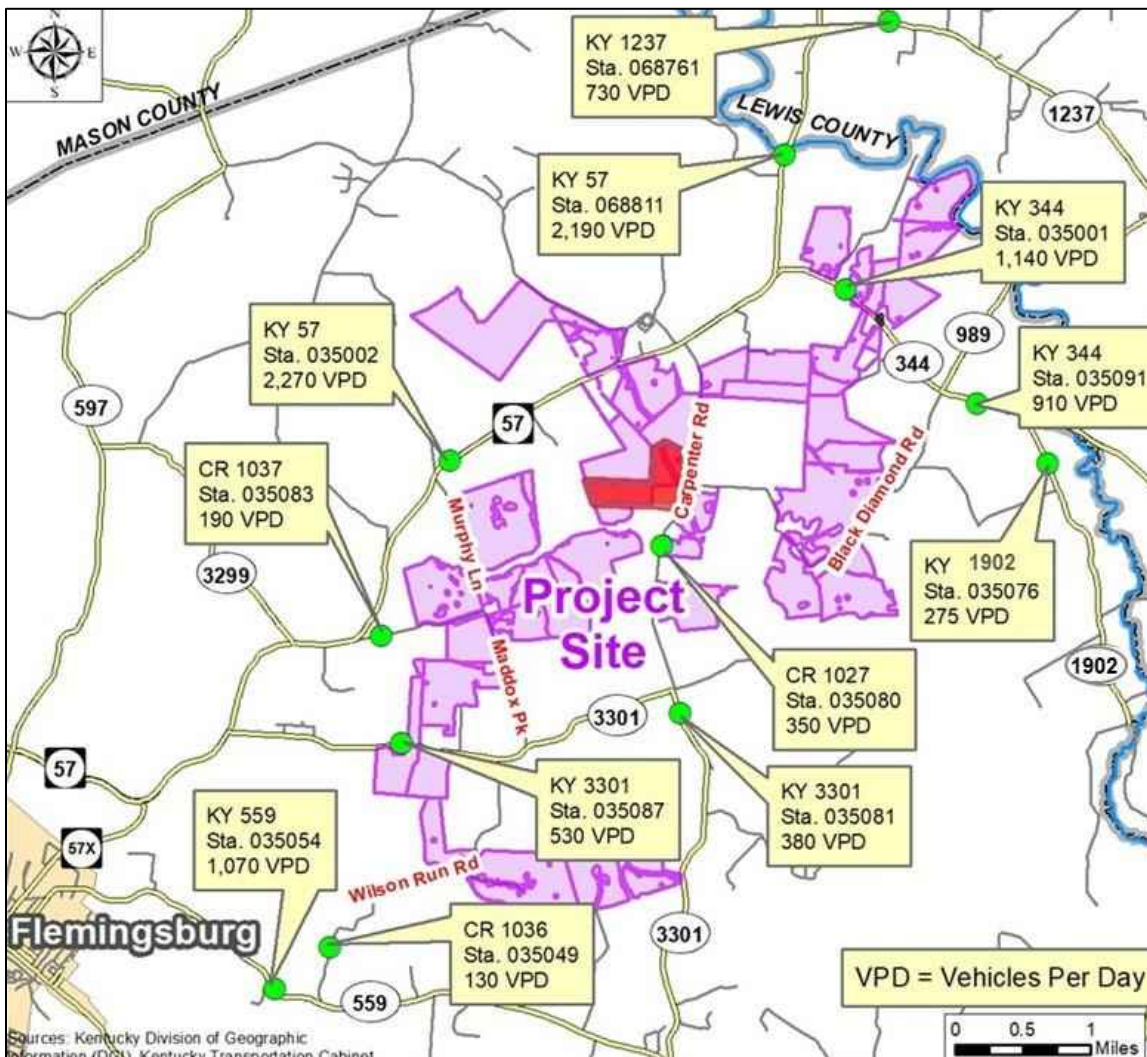 N
W
E
S
MASON COUNTY
LEWIS COUNTY
KY 1237
Sta. 068761
730 VPD
1237
KY 57
Sta. 068811
2,190 VPD
KY 344
Sta. 035001
1,140 VPD
KY 57
Sta. 035002
2,270 VPD
989
344
KY 344
Sta. 035091
910 VPD
597
57
CR 1037
Sta. 035083
190 VPD
Carpenter Rd
Black Diamond Rd
Murphy Ln
3299
KY 1902
Sta. 035076
275 VPD
Project
Site
Maddox Pk
CR 1027
Sta. 035080
350 VPD
1902
3301
57
KY 3301
Sta. 035087
530 VPD
KY 3301
Sta. 035081
380 VPD
KY 559
Sta. 035054
1,070 VPD
57X
Wilson Run Rd
Flemingsburg
CR 1036
Sta. 035049
130 VPD
3301
559
VPD = Vehicles Per Day
0 0.5 1
Miles
Sources: Kentucky Division of Geographic
Information (DGI), Kentucky Transportation Cabinet